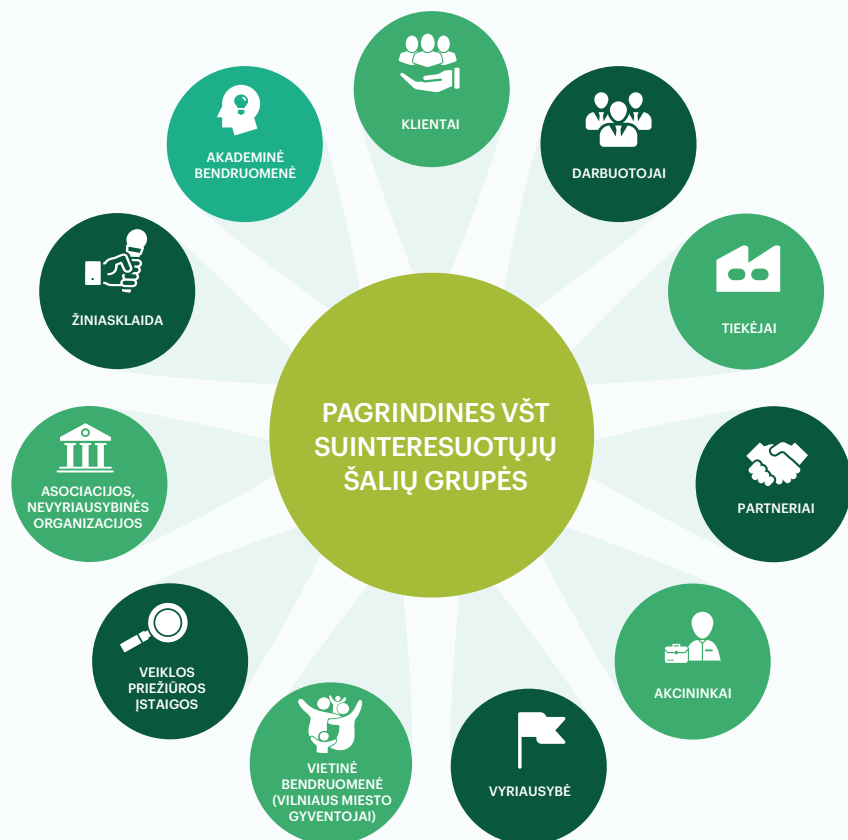 PAGRINDINES VŠT
SUINTERESUOTŲJŲ
ŠALIŲ GRUPĖS
KLIENTAI
DARBUOTOJAI
TIEKĖJAI
PARTNERIAI
AKCININKAI
VYRIAUSYBĖ
VIETINĖ
BENDRUOMENĖ
(VILNIAUS MIESTO
GYVENTOJAI)
VEIKLOS
PRIEŽIŪROS
ĮSTAIGOS
ASOCIACIJOS,
NEVYRIAUSYBINĖS
ORGANIZACIJOS
ŽINIASKLAIDA
AKADEMINĖ
BENDRUOMENĖ